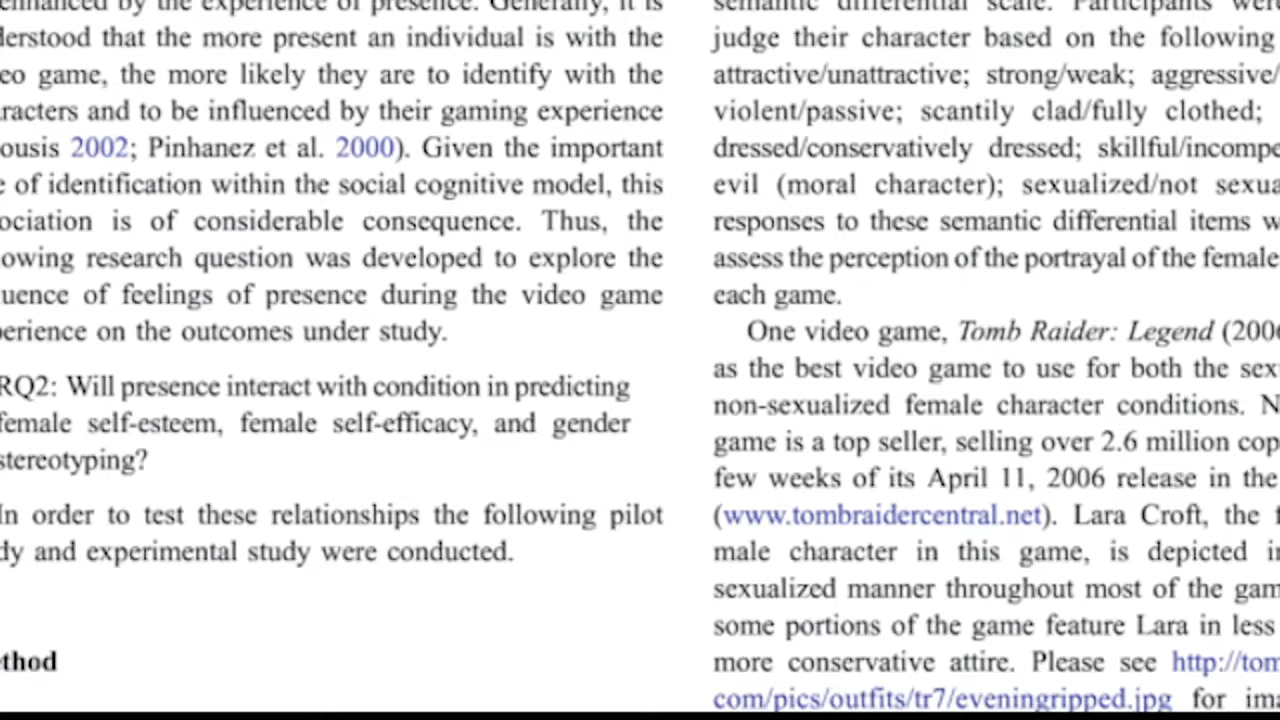 enhanced by the experience of presence. Generally, it is
derstood that the more present an individual is with the
eo game, the more likely they are to identify with the
racters and to be influenced by their gaming experience
ousis 2002; Pinhanez et al. 2000). Given the important
e of identification within the social cognitive model, this
ociation is of considerable consequence. Thus, the
owing research question was developed to explore the
uence of feelings of presence during the video game
perience on the outcomes under study.
RQ2: Will presence interact with condition in predicting
female self-esteem, female self-efficacy, and gender
stereotyping?
In order to test these relationships the following pilot
dy and experimental study were conducted.
thod
semantic differential scale. Participants were
judge their character based on the following
attractive/unattractive; strong/weak; aggressive/
violent/passive; scantily clad/fully clothed;
dressed/conservatively dressed; skillful/incompe
evil (moral character); sexualized/not sexua
responses to these semantic differential items w
assess the perception of the portrayal of the female
each game.
One video game, Tomb Raider: Legend (2006
as the best video game to use for both the sex
non-sexualized female character conditions. N
game is a top seller, selling over 2.6 million cop
few weeks of its April 11, 2006 release in the
(www.tombraidercentral.net). Lara Croft, the f
male character in this game, is depicted in
sexualized manner throughout most of the gam
some portions of the game feature Lara in less
more conservative attire. Please see http://tom
com/pics/outfits/tr7/eveningripped.jpg for ima